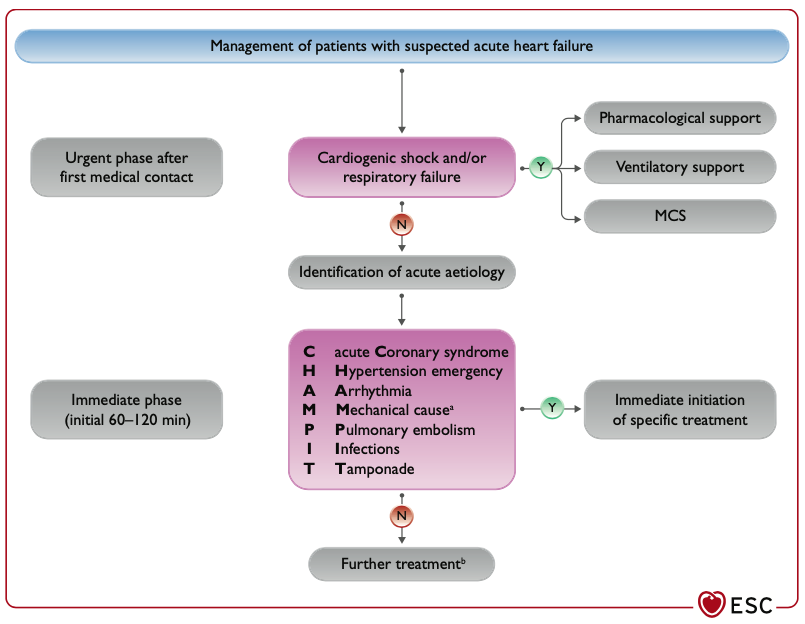 Management of patients with suspected acute heart failure
Urgent phase after
first medical contact
Cardiogenic shock and/or
respiratory failure
Y
Pharmacological support
Ventilatory support
MCS
N
Identification of acute aetiology
Immediate phase
(initial 60–120 min)
C acute Coronary syndrome
H Hypertension emergency
A Arrhythmia
M Mechanical causeᵃ
P Pulmonary embolism
I Infections
T Tamponade
Y
Immediate initiation
of specific treatment
N
Further treatmentᵇ
ESC